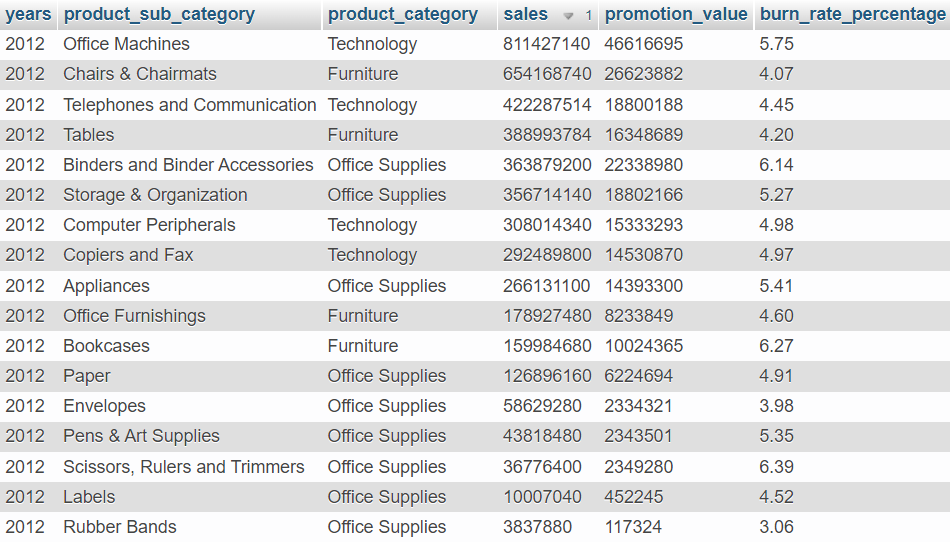 years product_sub_category product_category sales 1 promotion_value burn_rate_percentage
2012 Office Machines Technology 811427140 46616695 5.75
2012 Chairs & Chairmats Furniture 654168740 26623882 4.07
2012 Telephones and Communication Technology 422287514 18800188 4.45
2012 Tables Furniture 388993784 16348689 4.20
2012 Binders and Binder Accessories Office Supplies 363879200 22338980 6.14
2012 Storage & Organization Office Supplies 356714140 18802166 5.27
2012 Computer Peripherals Technology 308014340 15333293 4.98
2012 Copiers and Fax Technology 292489800 14530870 4.97
2012 Appliances Office Supplies 266131100 14393300 5.41
2012 Office Furnishings Furniture 178927480 8233849 4.60
2012 Bookcases Furniture 159984680 10024365 6.27
2012 Paper Office Supplies 126896160 6224694 4.91
2012 Envelopes Office Supplies 58629280 2334321 3.98
2012 Pens & Art Supplies Office Supplies 43818480 2343501 5.35
2012 Scissors, Rulers and Trimmers Office Supplies 36776400 2349280 6.39
2012 Labels Office Supplies 10007040 452245 4.52
2012 Rubber Bands Office Supplies 3837880 117324 3.06